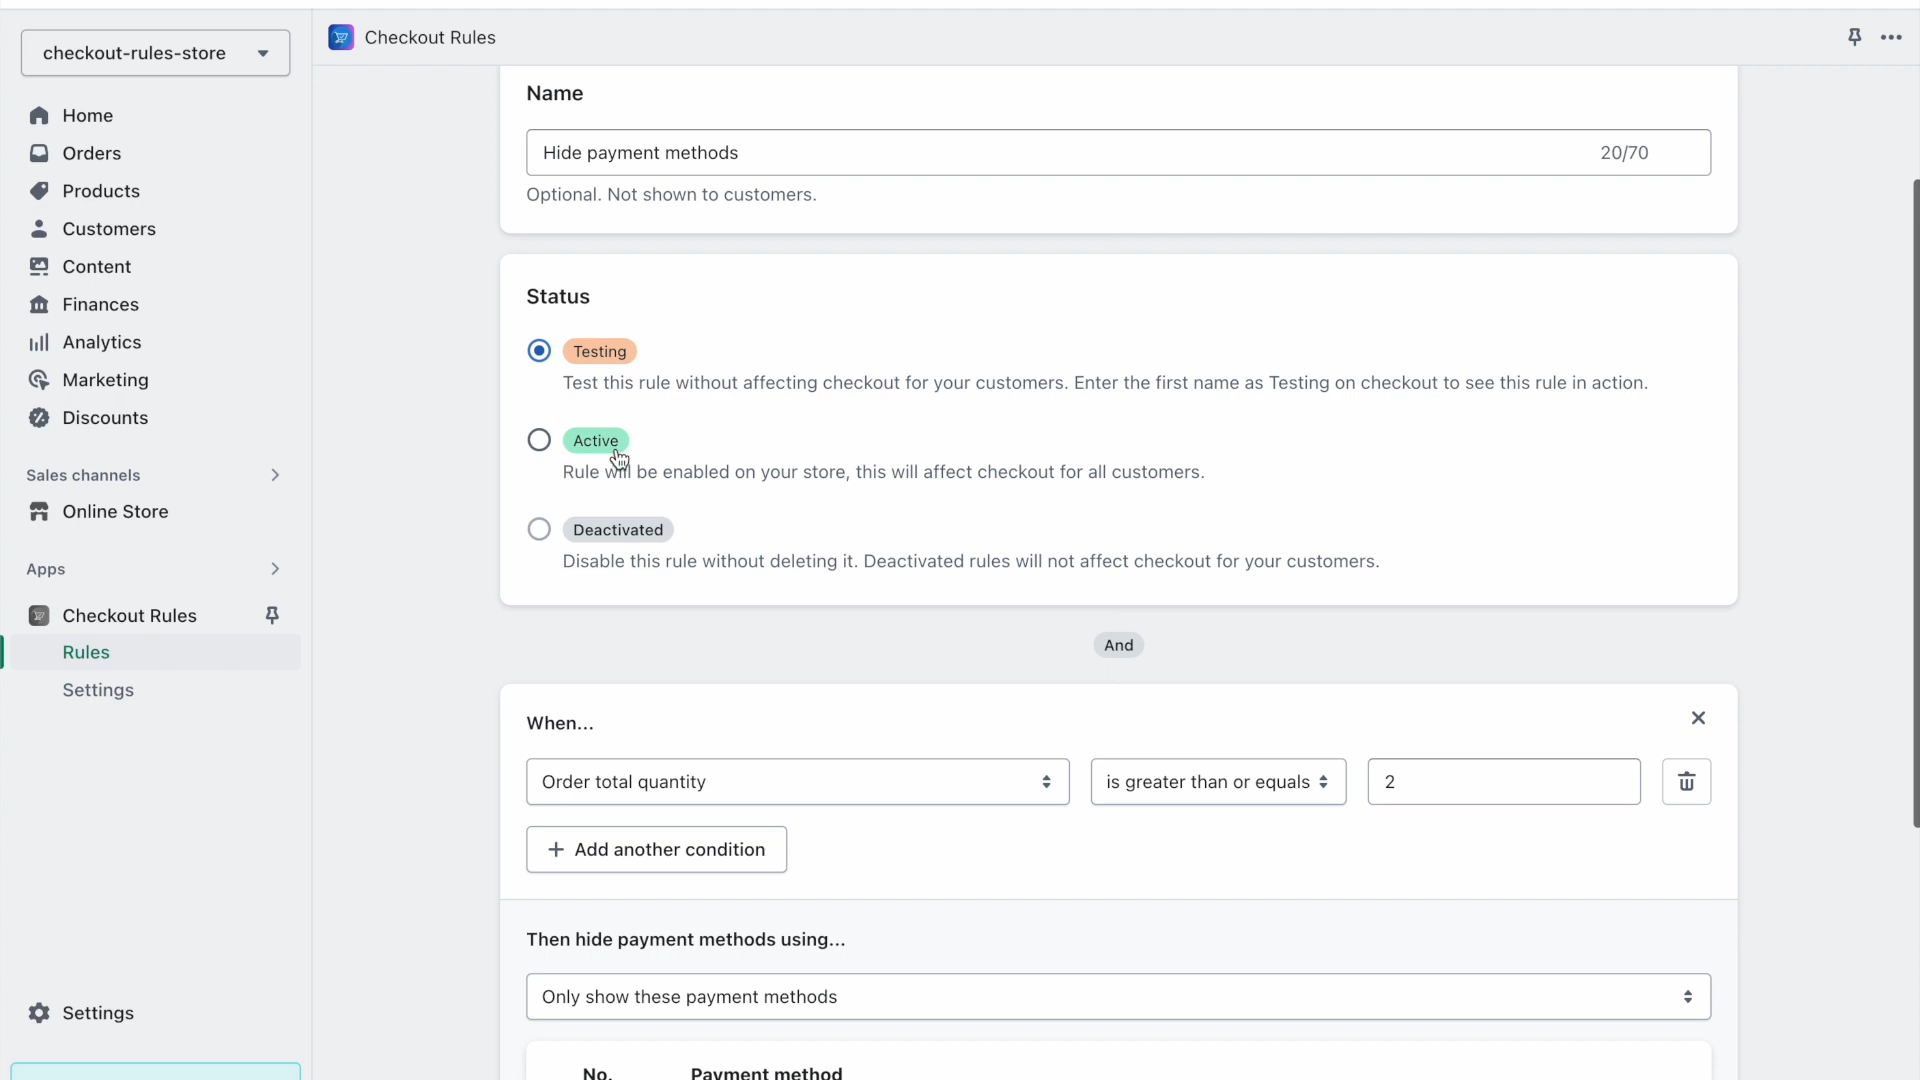 checkout-rules-store
Home
Orders
Products
Customers
Content
Finances
Analytics
Marketing
Discounts
Sales channels
Online Store
Apps
Checkout Rules
Rules
Settings
Settings
Checkout Rules
Name
Hide payment methods 20/70
Optional. Not shown to customers.
Status
Testing
Test this rule without affecting checkout for your customers. Enter the first name as Testing on checkout to see this rule in action.
Active
Rule will be enabled on your store, this will affect checkout for all customers.
Deactivated
Disable this rule without deleting it. Deactivated rules will not affect checkout for your customers.
And
When...
Order total quantity is greater than or equals 2
Add another condition
Then hide payment methods using...
Only show these payment methods
No. Payment method